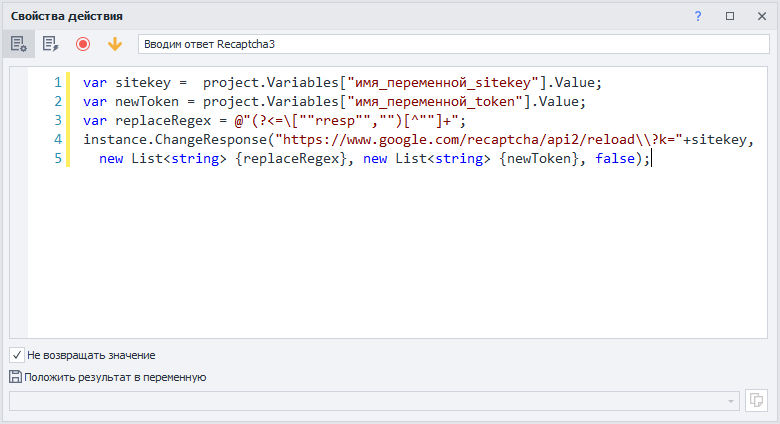 Свойства действия
Вводим ответ Recaptcha3
1 var sitekey =  project.Variables["имя_переменной_sitekey"].Value;
2 var newToken = project.Variables["имя_переменной_token"].Value;
3 var replaceRegex = @"(?<=\[""rresp"","")[^""]+";
4 instance.ChangeResponse("https://www.google.com/recaptcha/api2/reload\\?k="+sitekey,
5   new List<string> {replaceRegex}, new List<string> {newToken}, false);
Не возвращать значение
Положить результат в переменную